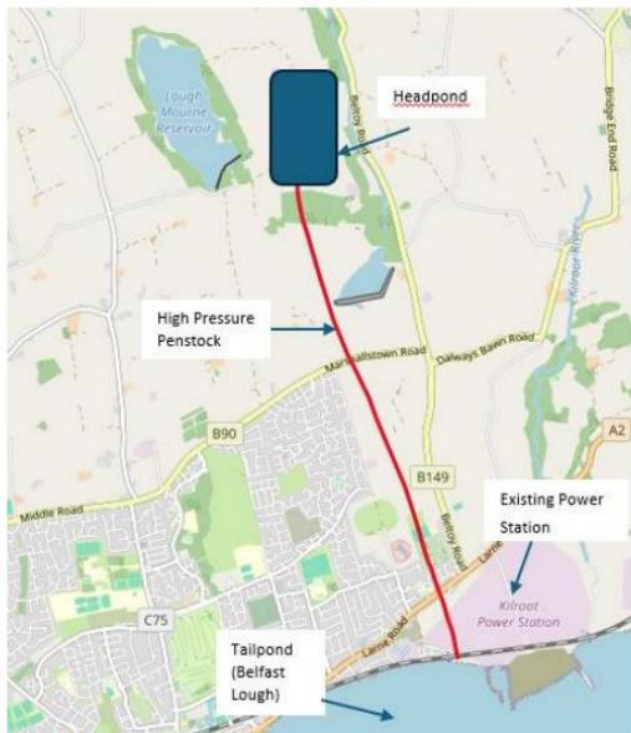 Lough
Mourne
Reservoir
Headpond
Beltoy Road
Bridge End Road
Kilroot River
High Pressure
Penstock
Marshallstown Road
Dalways Bawn Road
B90
A2
B149
Middle Road
Existing Power
Station
Beltoy Road
Larne
C75
Kilroot
Power Station
Larne Road
Tailpond
(Belfast
Lough)